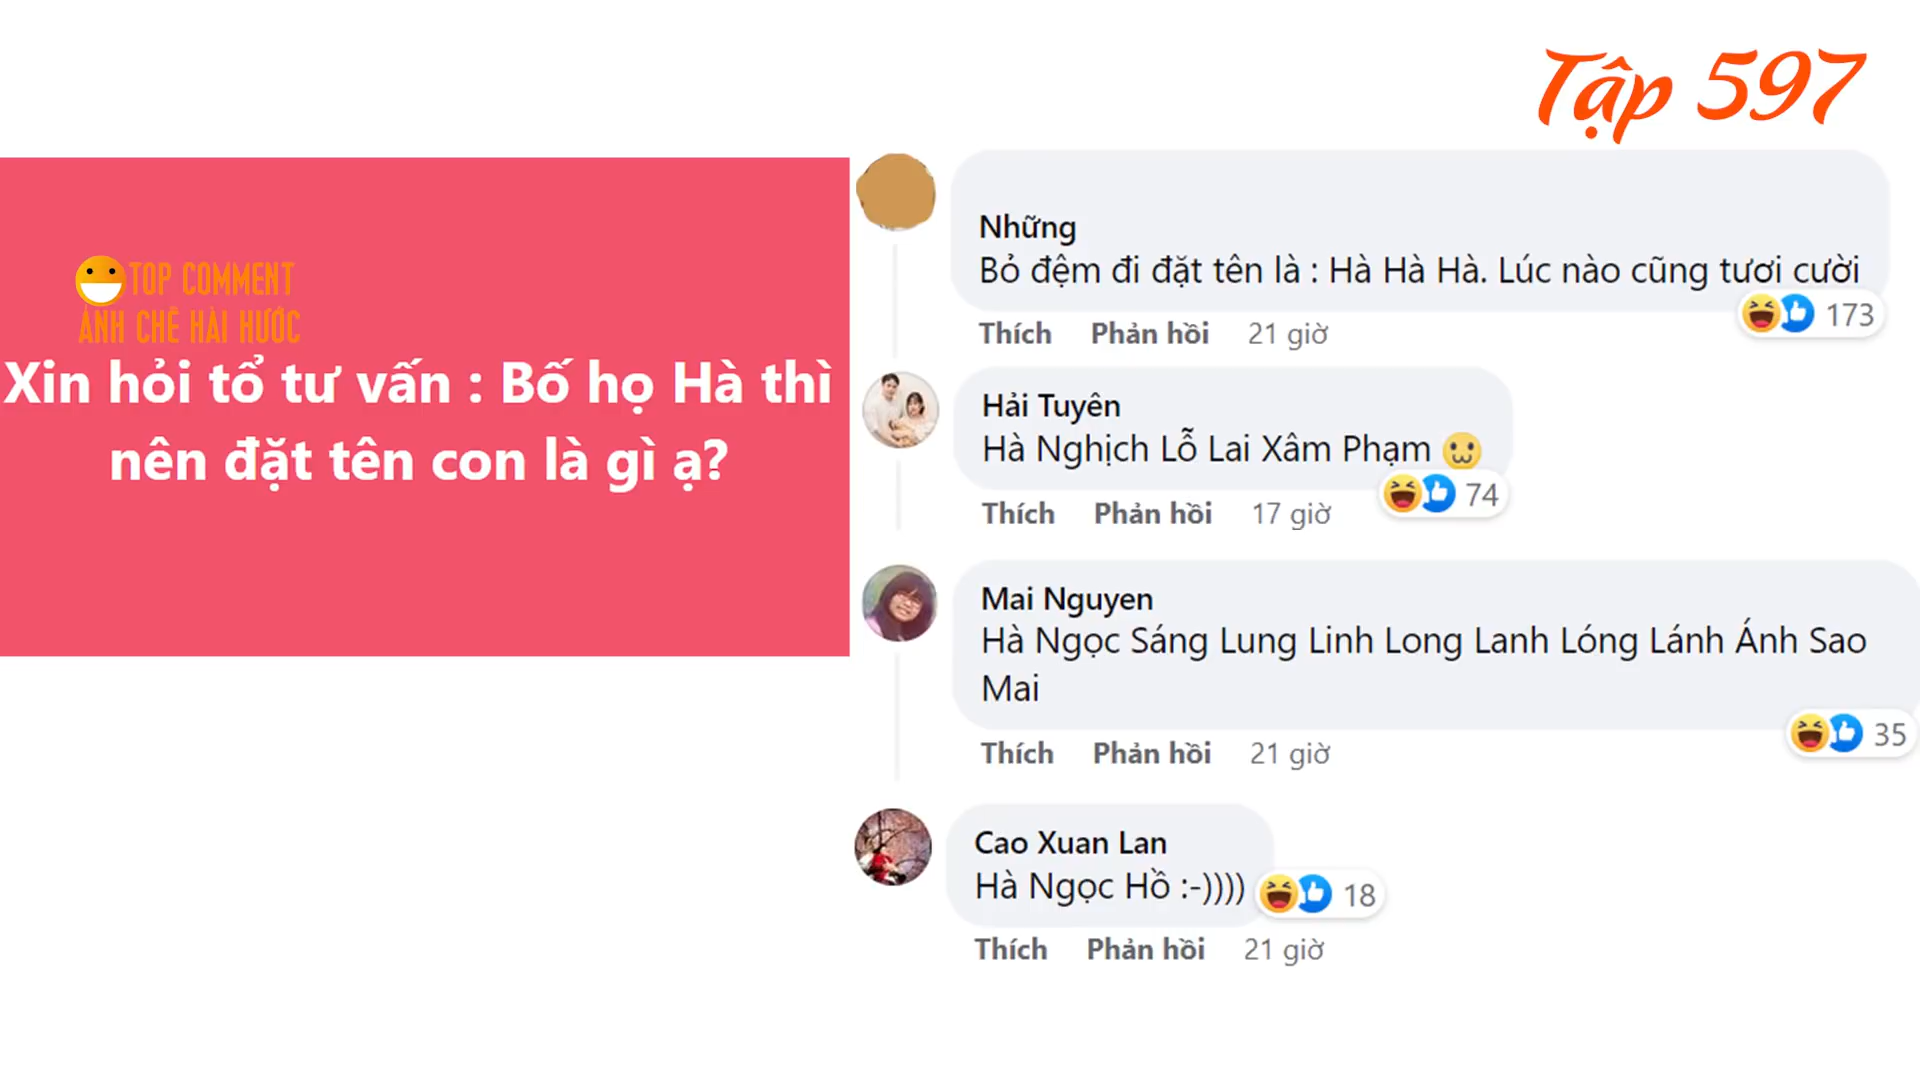 Tập 597
TOP COMMENT
ẢNH CHẾ HÀI HƯỚC
Xin hỏi tổ tư vấn : Bố họ Hà thì
nên đặt tên con là gì ạ?
Những
Bỏ đệm đi đặt tên là : Hà Hà Hà. Lúc nào cũng tươi cười
173
Thích Phản hồi 21 giờ
Hải Tuyên
Hà Nghịch Lỗ Lai Xâm Phạm
74
Thích Phản hồi 17 giờ
Mai Nguyen
Hà Ngọc Sáng Lung Linh Long Lanh Lóng Lánh Ánh Sao
Mai
35
Thích Phản hồi 21 giờ
Cao Xuan Lan
Hà Ngọc Hồ :-))))
18
Thích Phản hồi 21 giờ